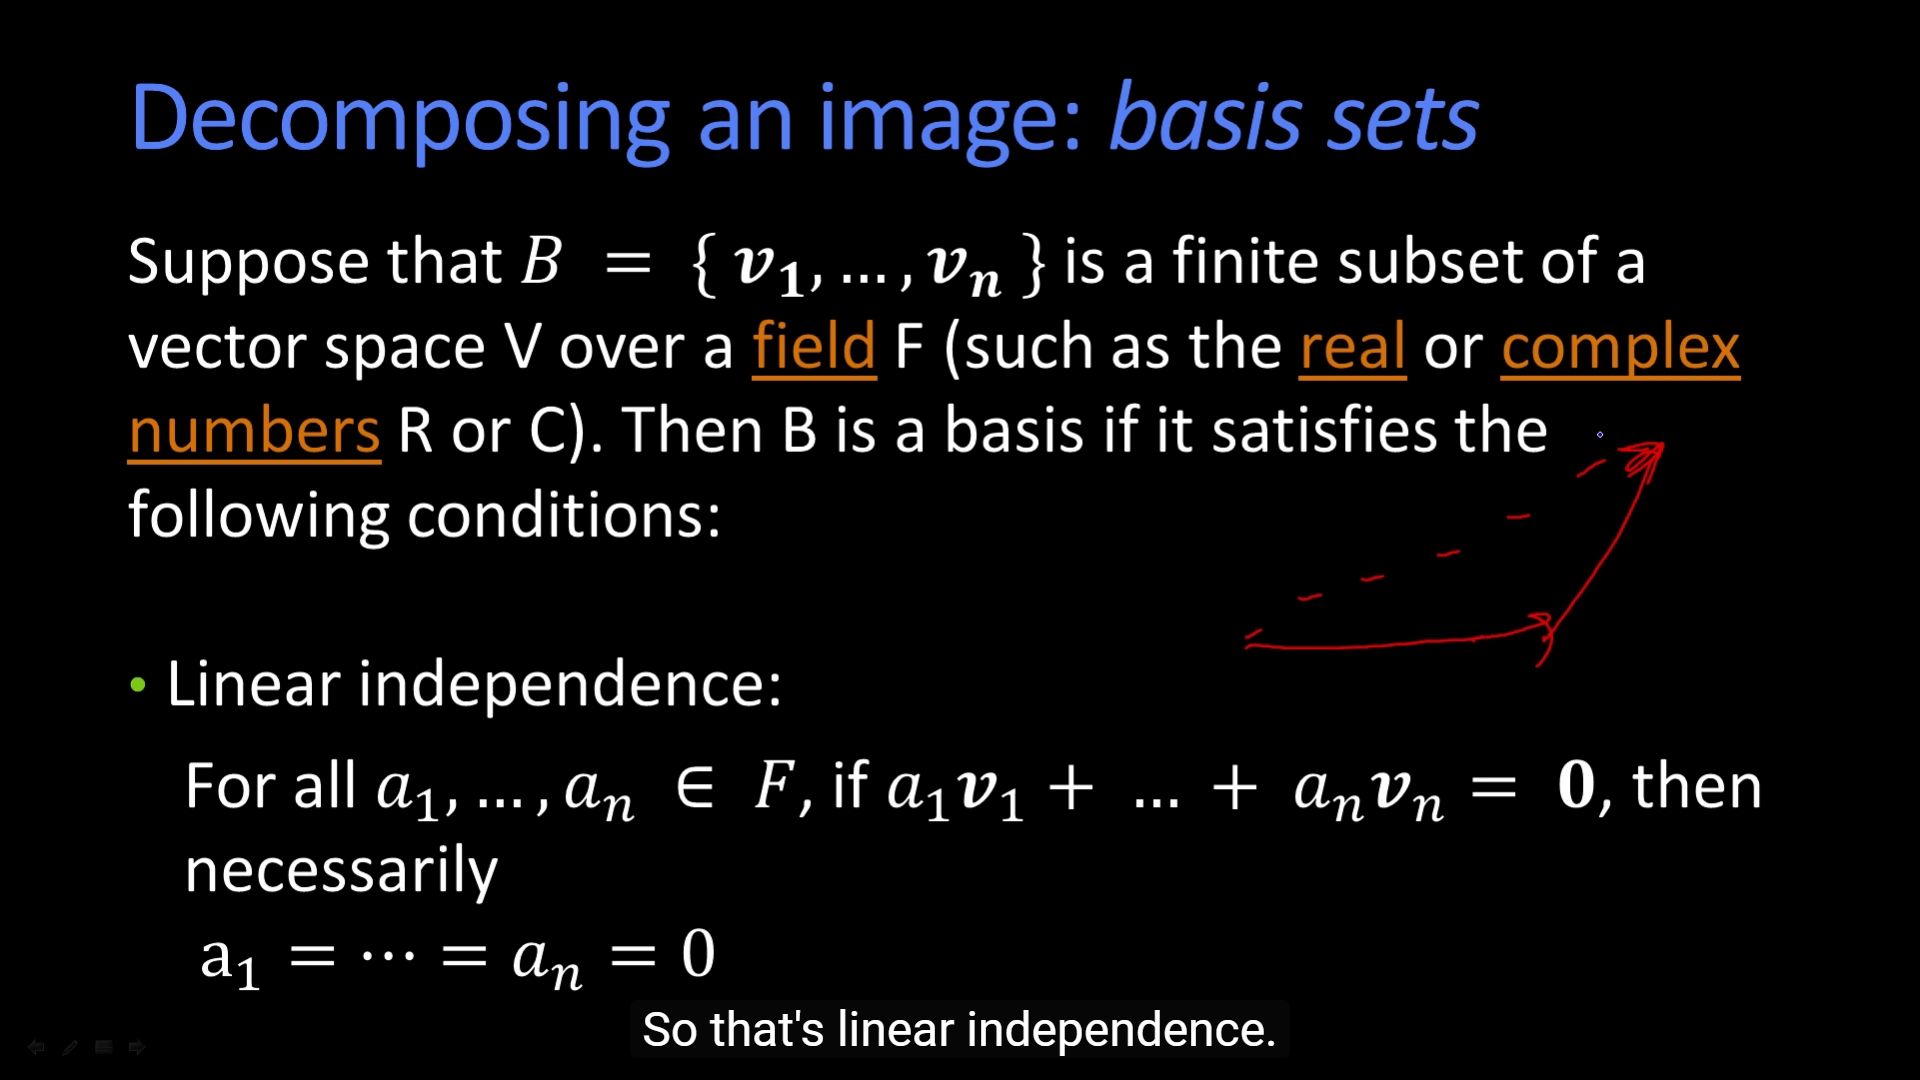 Decomposing an image: basis sets
Suppose that B = { v₁, … , vₙ } is a finite subset of a
vector space V over a field F (such as the real or complex
numbers R or C). Then B is a basis if it satisfies the
following conditions:
• Linear independence:
For all a₁, … , aₙ ∈ F, if a₁v₁ + … + aₙvₙ = 0, then
necessarily
a₁ = ⋯ = aₙ = 0
So that's linear independence.